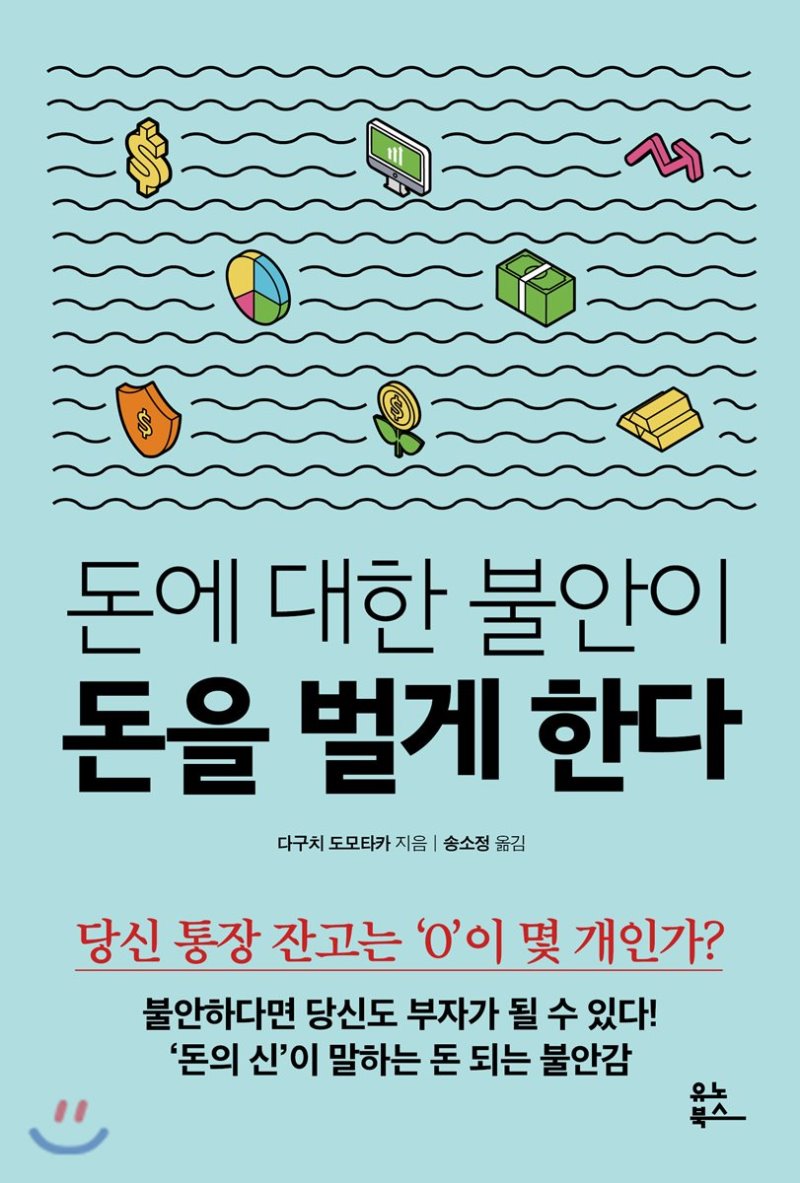 돈에 대한 불안이
돈을 벌게 한다
다구치 도모타카 지음 | 송소정 옮김
당신 통장 잔고는 ‘0’이 몇 개인가?
불안하다면 당신도 부자가 될 수 있다!
‘돈의 신’이 말하는 돈 되는 불안감
유노
북스